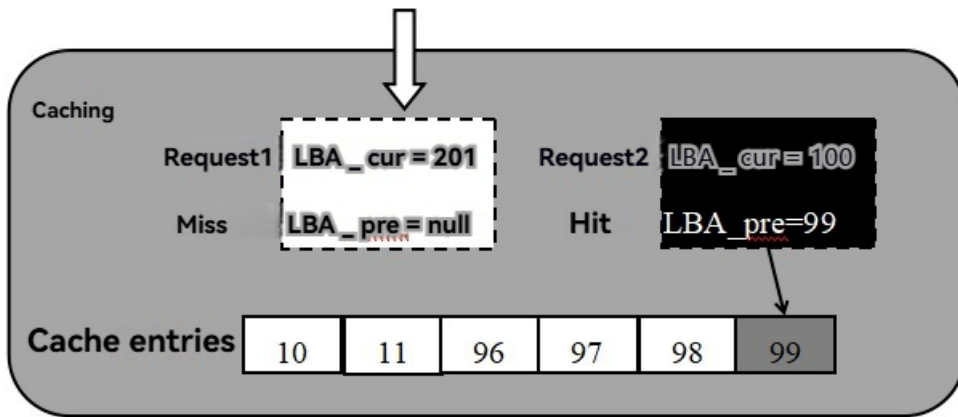 Caching
Request1 LBA_cur = 201 Request2 LBA_cur = 100
Miss LBA_pre = null Hit LBA_pre=99
Cache entries 10 11 96 97 98 99